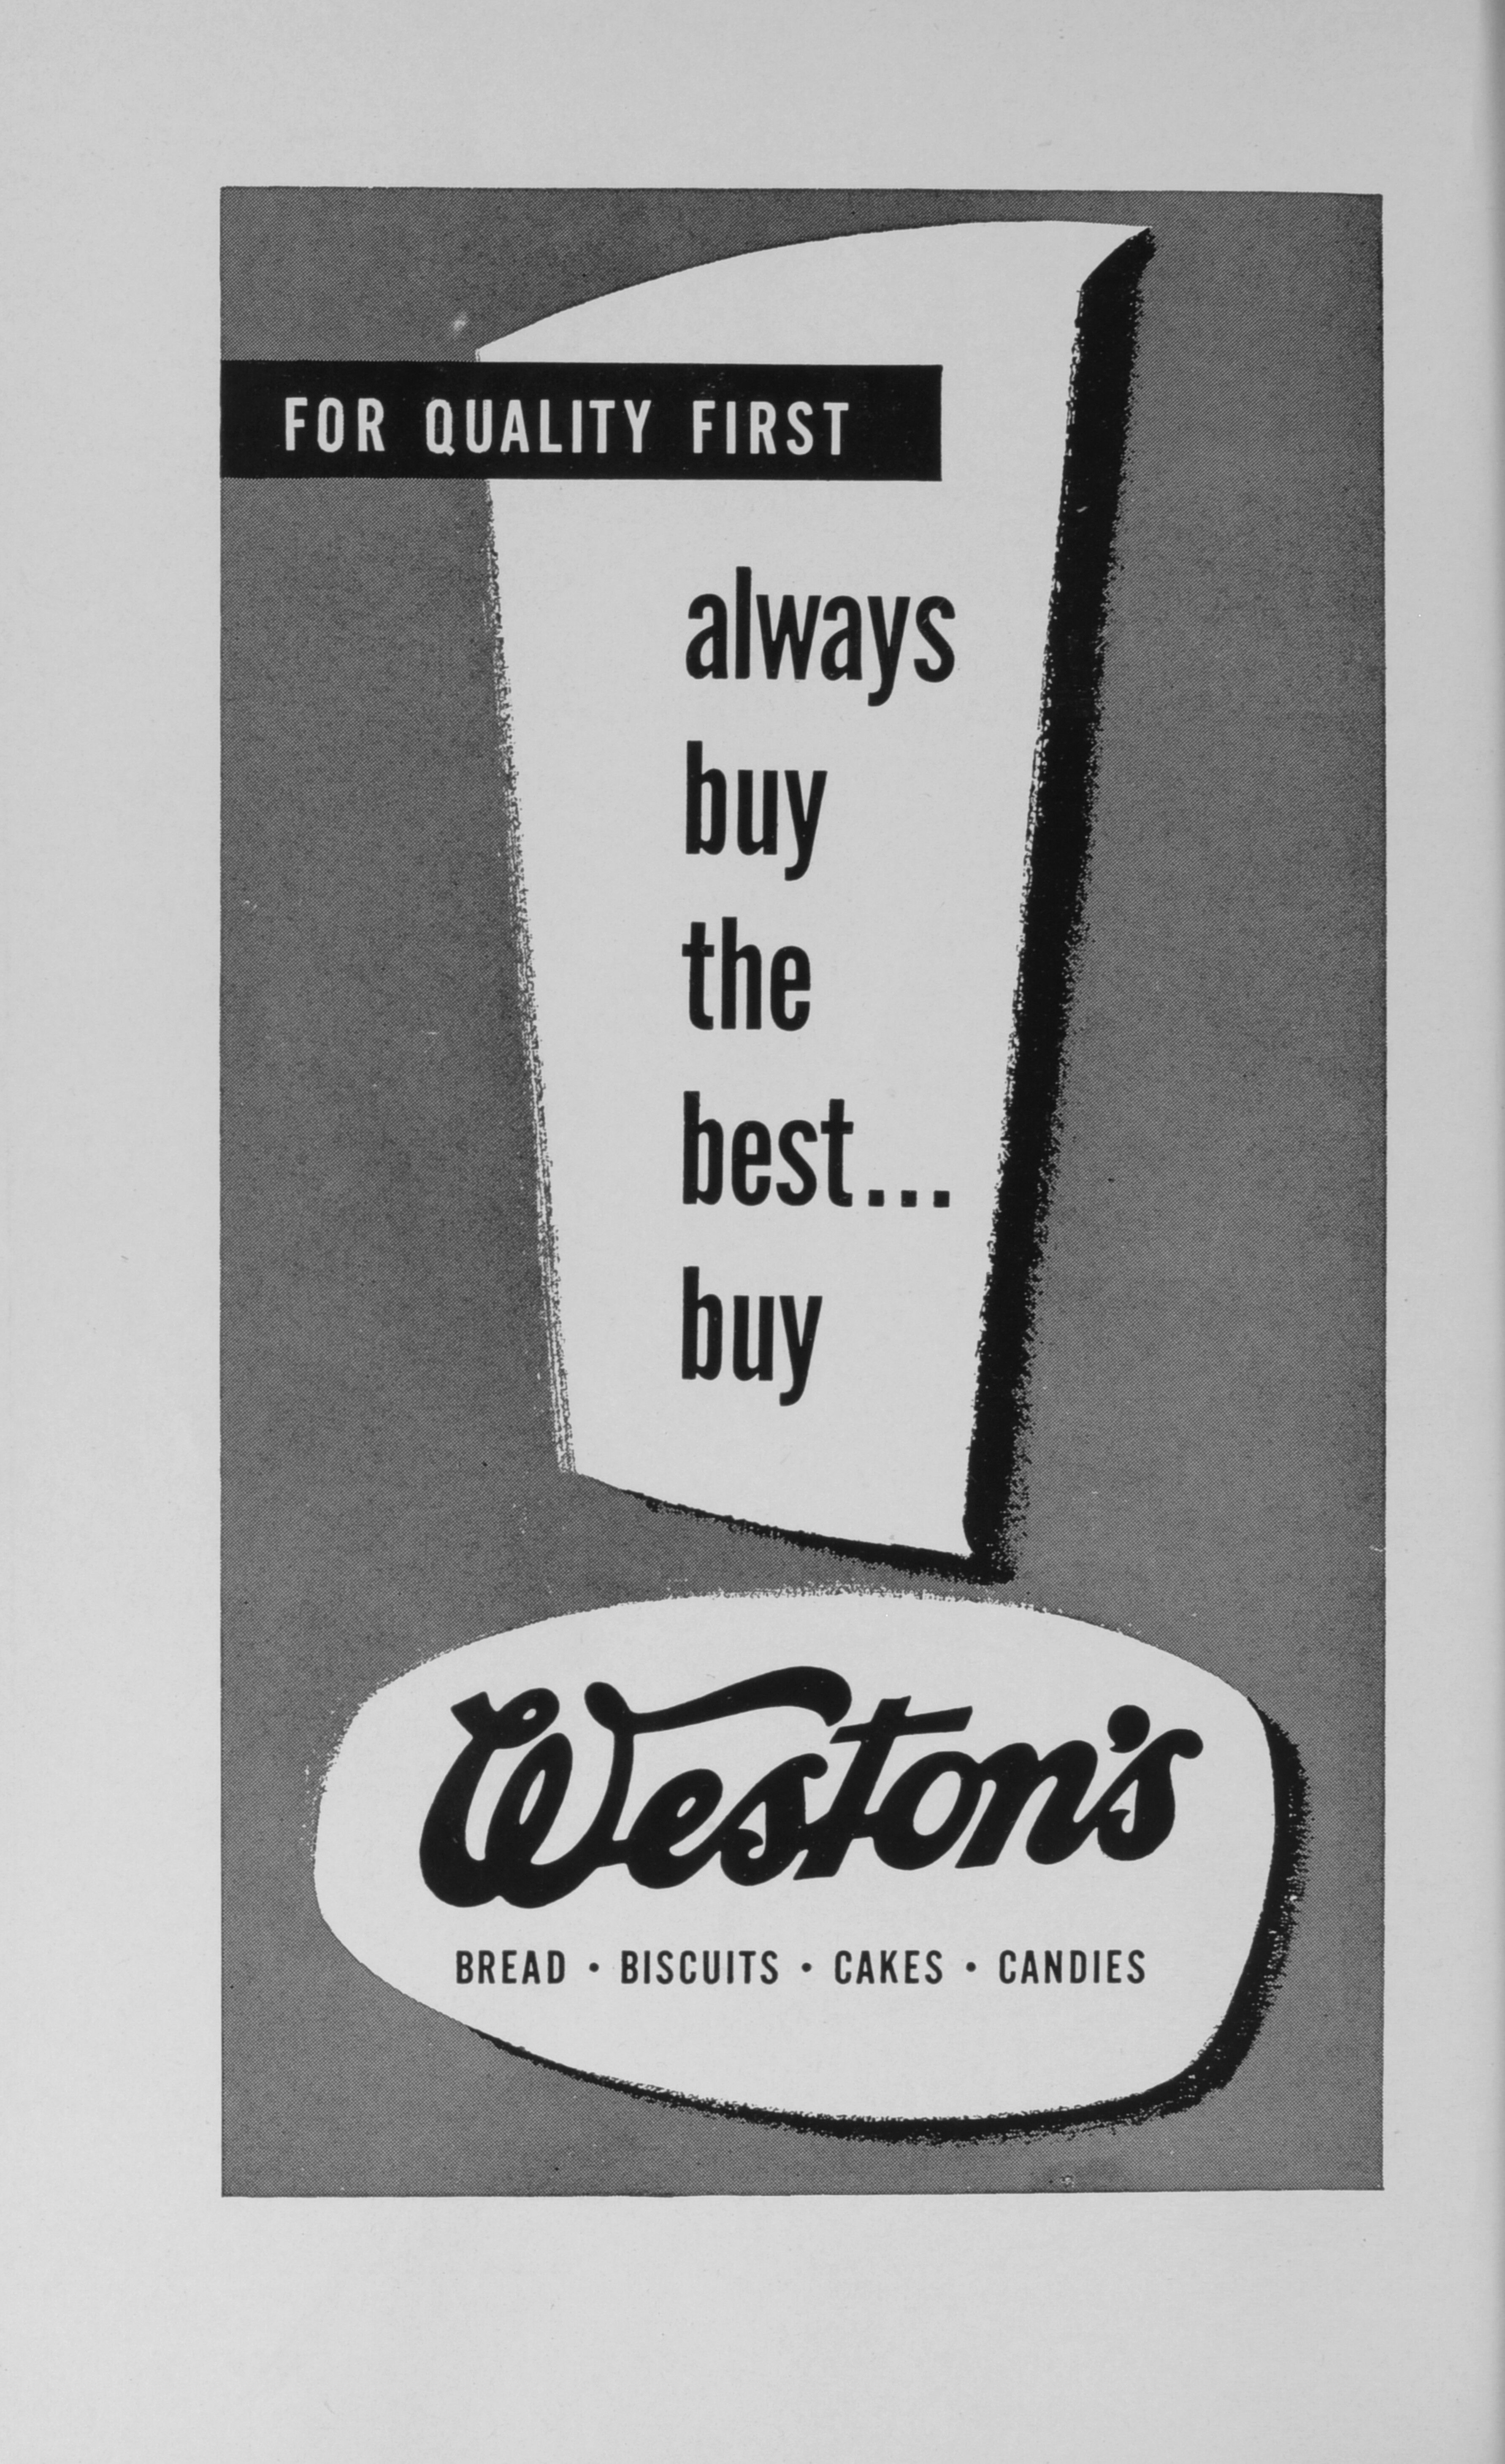 FOR QUALITY FIRST
always
buy
the
best...
buy
Weston's
BREAD · BISCUITS · CAKES · CANDIES